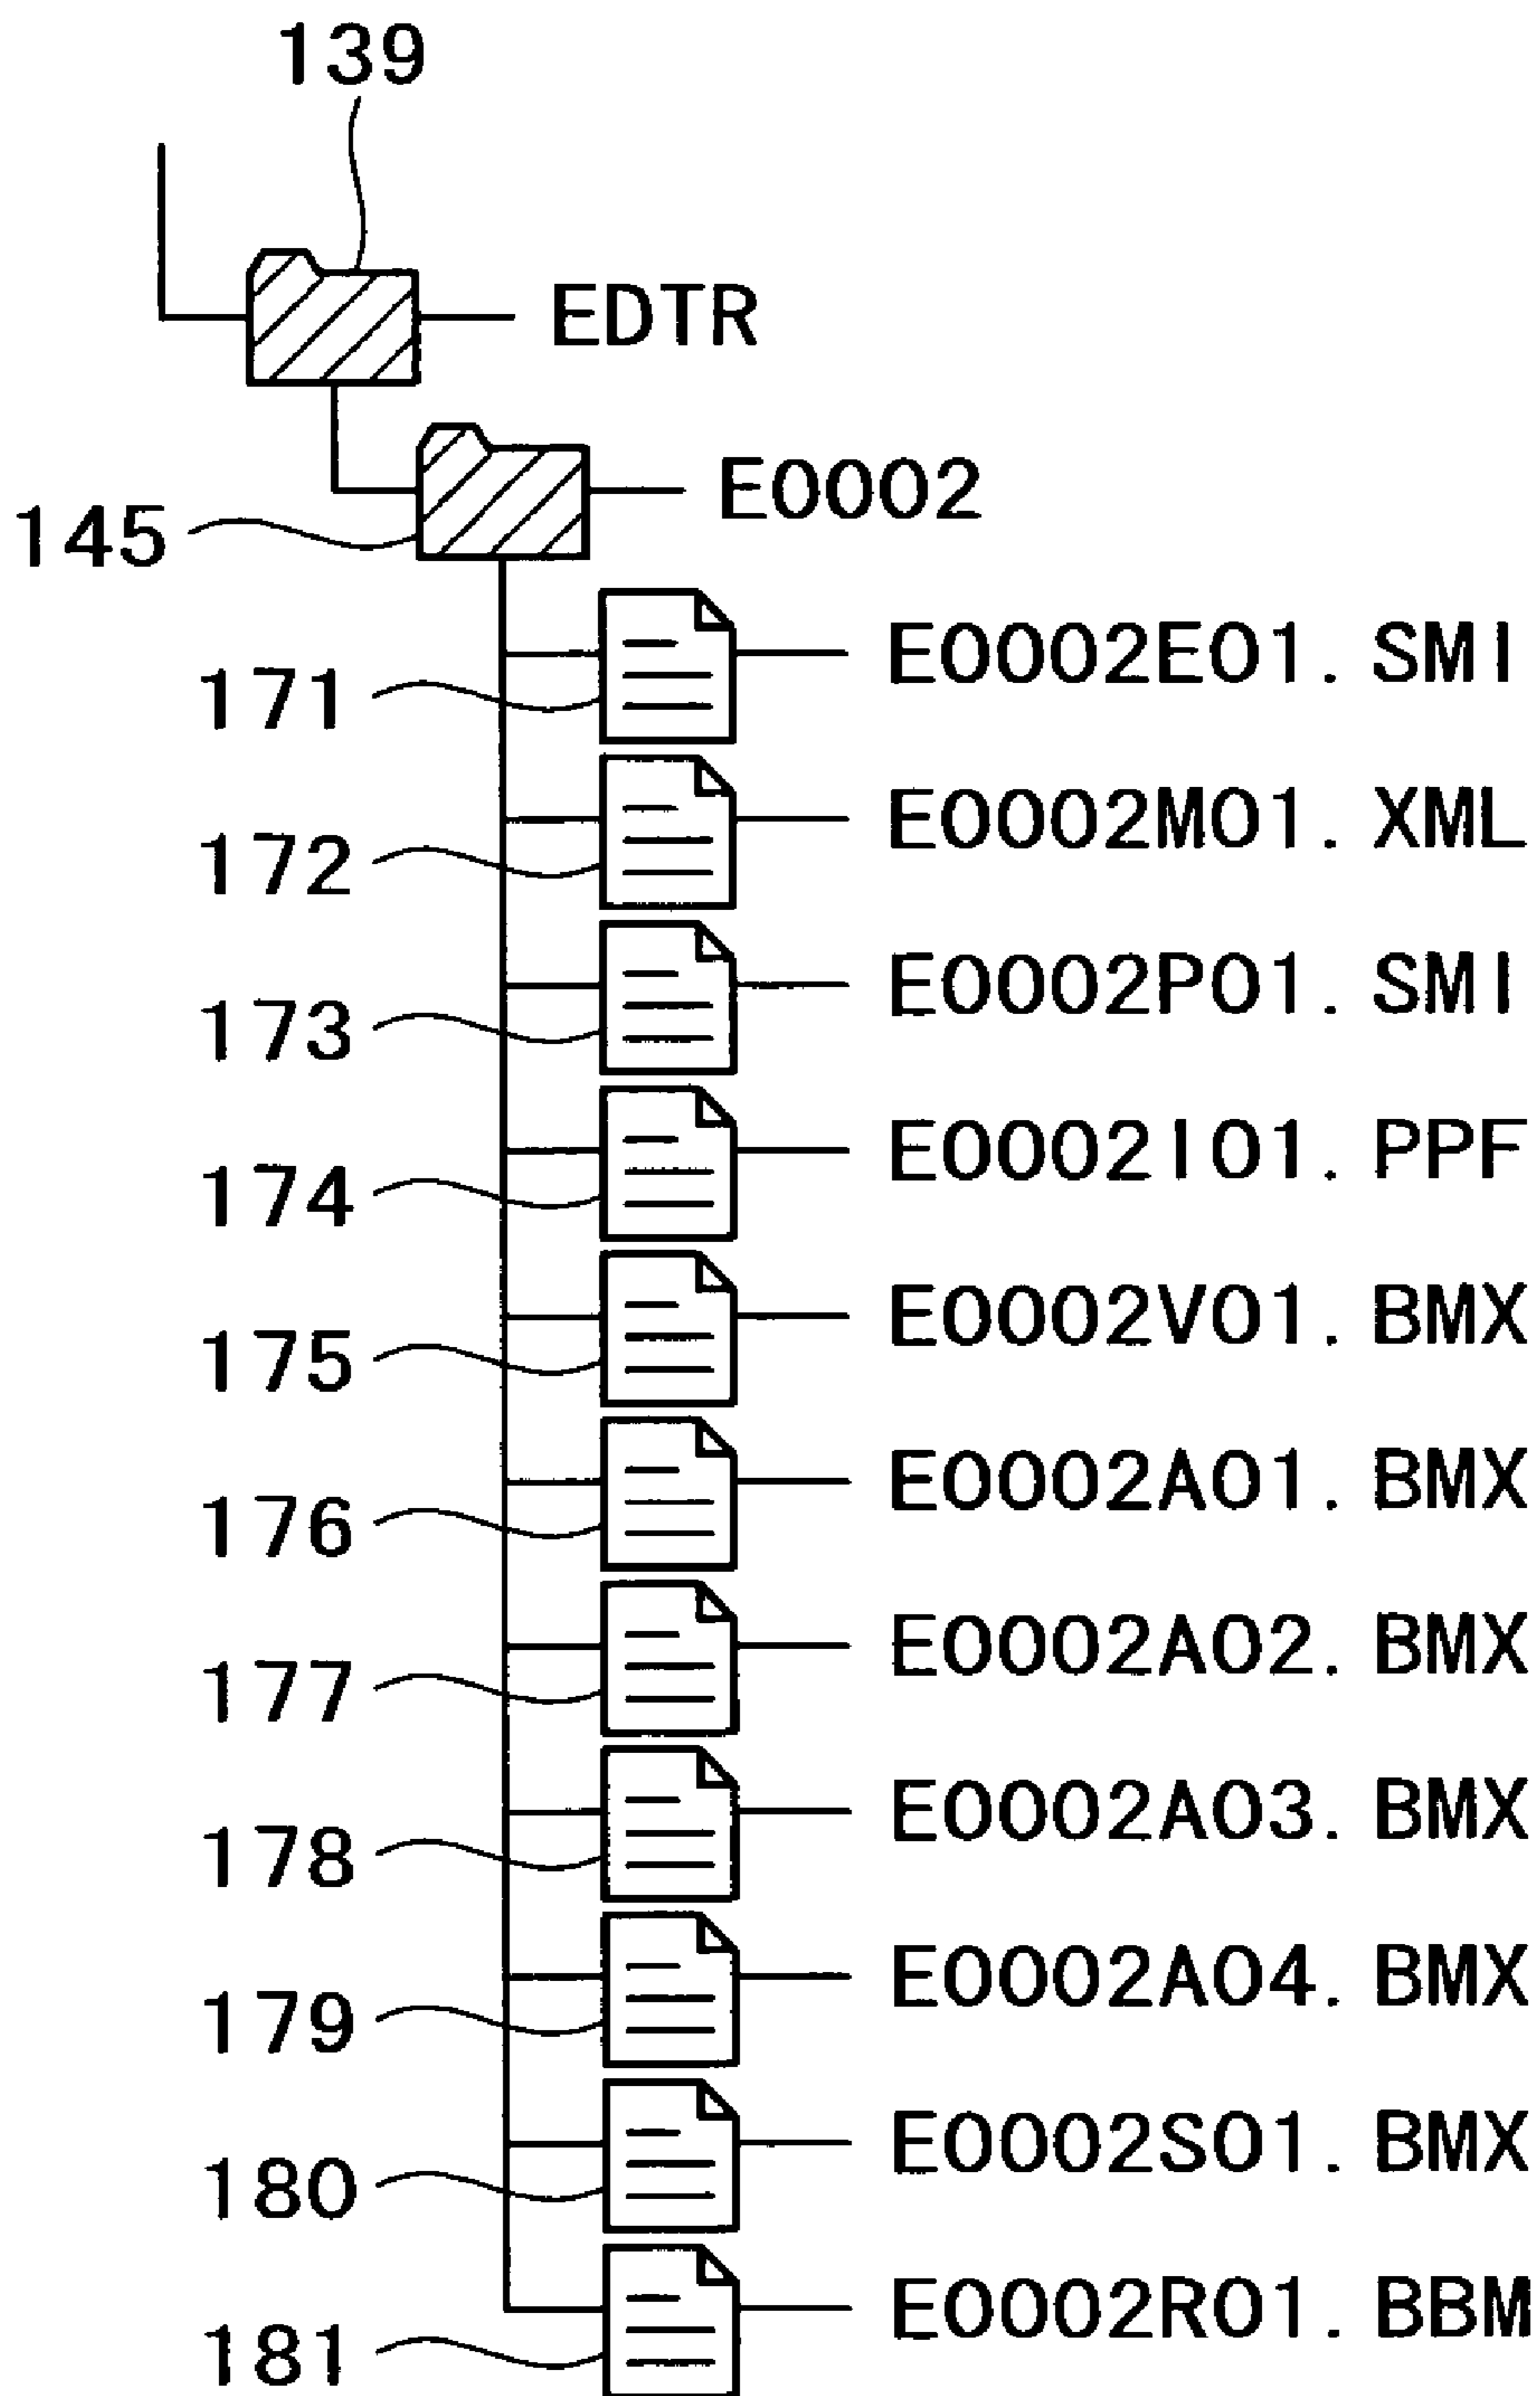 139
EDTR
E0002
145
E0002E01. SMI
171
E0002M01. XML
172
E0002P01. SMI
173
E0002I01. PPF
174
E0002V01. BMX
175
E0002A01. BMX
176
E0002A02. BMX
177
E0002A03. BMX
178
E0002A04. BMX
179
E0002S01. BMX
180
E0002R01. BBM
181